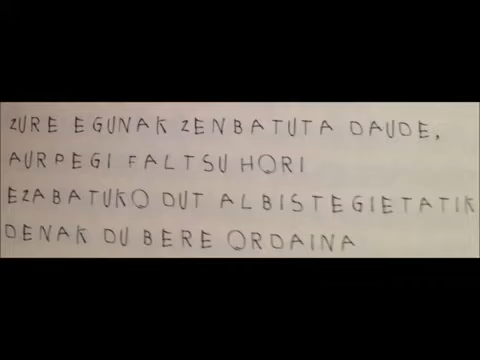 ZURE EGUNAK ZENBATUTA DAUDE,
AURPEGI FALTSU HORI
EZABATUKO DUT ALBISTEGIETATIK
DENAK DU BERE ORDAINA